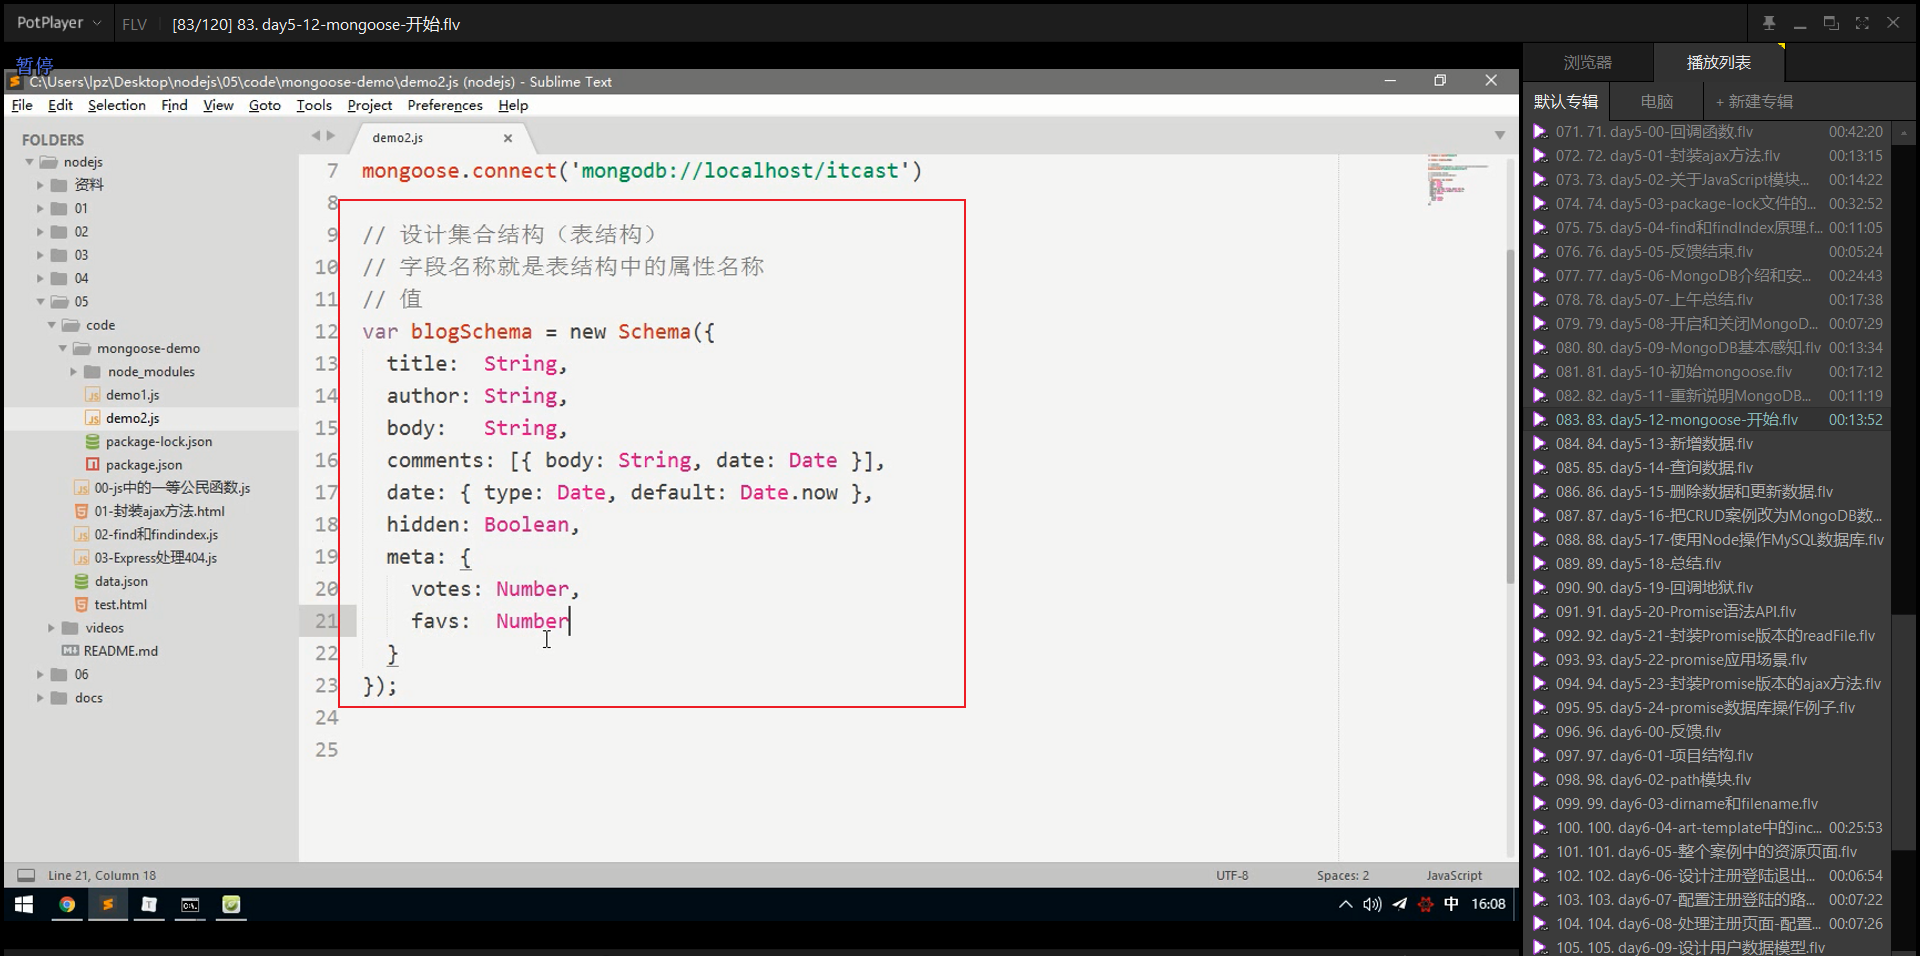 PotPlayer
FLV
[83/120] 83. day5-12-mongoose-开始.flv
暂停
C:\Users\lpz\Desktop\nodejs\05\code\mongoose-demo\demo2.js (nodejs) - Sublime Text
File Edit Selection Find View Goto Tools Project Preferences Help
FOLDERS
nodejs
资料
01
02
03
04
05
code
mongoose-demo
node_modules
demo1.js
demo2.js
package-lock.json
package.json
00-js中的一等公民函数.js
01-封装ajax方法.html
02-find和findindex.js
03-Express处理404.js
data.json
test.html
videos
README.md
06
docs
demo2.js
7 mongoose.connect('mongodb://localhost/itcast')
8
9 // 设计集合结构（表结构）
10 // 字段名称就是表结构中的属性名称
11 // 值
12 var blogSchema = new Schema({
13 title: String,
14 author: String,
15 body: String,
16 comments: [{ body: String, date: Date }],
17 date: { type: Date, default: Date.now },
18 hidden: Boolean,
19 meta: {
20 votes: Number,
21 favs: Number
22 }
23 });
24
25
Line 21, Column 18
UTF-8
Spaces: 2
JavaScript
中
16:08
浏览器
播放列表
默认专辑
电脑
+ 新建专辑
071. 71. day5-00-回调函数.flv 00:42:20
072. 72. day5-01-封装ajax方法.flv 00:13:15
073. 73. day5-02-关于JavaScript模块... 00:14:22
074. 74. day5-03-package-lock文件的... 00:32:52
075. 75. day5-04-find和findIndex原理.f... 00:11:05
076. 76. day5-05-反馈结束.flv 00:05:24
077. 77. day5-06-MongoDB介绍和安... 00:24:43
078. 78. day5-07-上午总结.flv 00:17:38
079. 79. day5-08-开启和关闭MongoD... 00:07:29
080. 80. day5-09-MongoDB基本感知.flv 00:13:34
081. 81. day5-10-初始mongoose.flv 00:17:12
082. 82. day5-11-重新说明MongoDB... 00:11:19
083. 83. day5-12-mongoose-开始.flv 00:13:52
084. 84. day5-13-新增数据.flv
085. 85. day5-14-查询数据.flv
086. 86. day5-15-删除数据和更新数据.flv
087. 87. day5-16-把CRUD案例改为MongoDB数...
088. 88. day5-17-使用Node操作MySQL数据库.flv
089. 89. day5-18-总结.flv
090. 90. day5-19-回调地狱.flv
091. 91. day5-20-Promise语法API.flv
092. 92. day5-21-封装Promise版本的readFile.flv
093. 93. day5-22-promise应用场景.flv
094. 94. day5-23-封装Promise版本的ajax方法.flv
095. 95. day5-24-promise数据库操作例子.flv
096. 96. day6-00-反馈.flv
097. 97. day6-01-项目结构.flv
098. 98. day6-02-path模块.flv
099. 99. day6-03-dirname和filename.flv
100. 100. day6-04-art-template中的inc... 00:25:53
101. 101. day6-05-整个案例中的资源页面.flv
102. 102. day6-06-设计注册登陆退出... 00:06:54
103. 103. day6-07-配置注册登陆的路... 00:07:22
104. 104. day6-08-处理注册页面-配置... 00:07:26
105. 105. day6-09-设计用户数据模型.flv